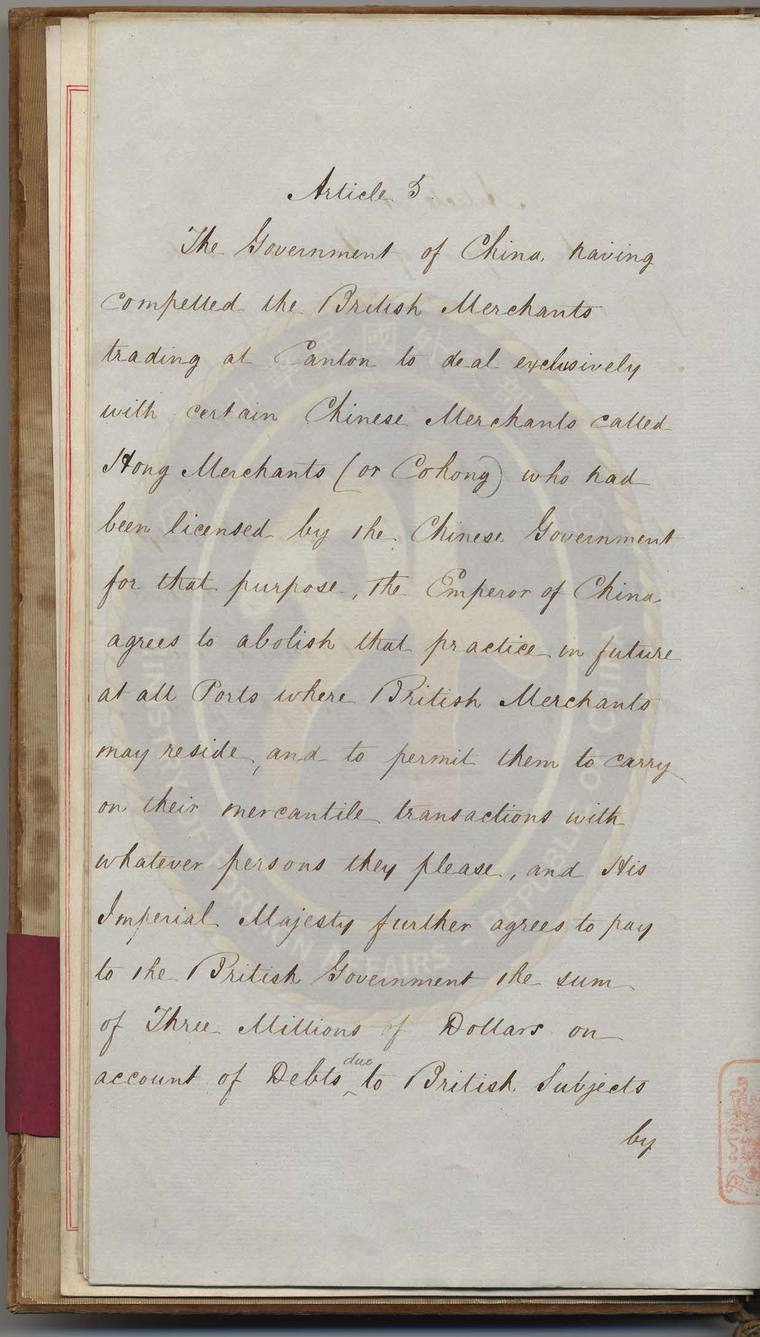 Article 5
The Government of China having
compelled the British Merchants
trading at Canton to deal exclusively
with certain Chinese Merchants called
Hong Merchants (or Cohong) who had
been licensed by the Chinese Government
for that purpose, the Emperor of China
agrees to abolish that practice in future
at all Ports where British Merchants
may reside, and to permit them to carry
on their mercantile transactions with
whatever persons they please, and His
Imperial Majesty further agrees to pay
to the British Government the sum
of Three Millions of Dollars on
account of Debts due to British Subjects
by